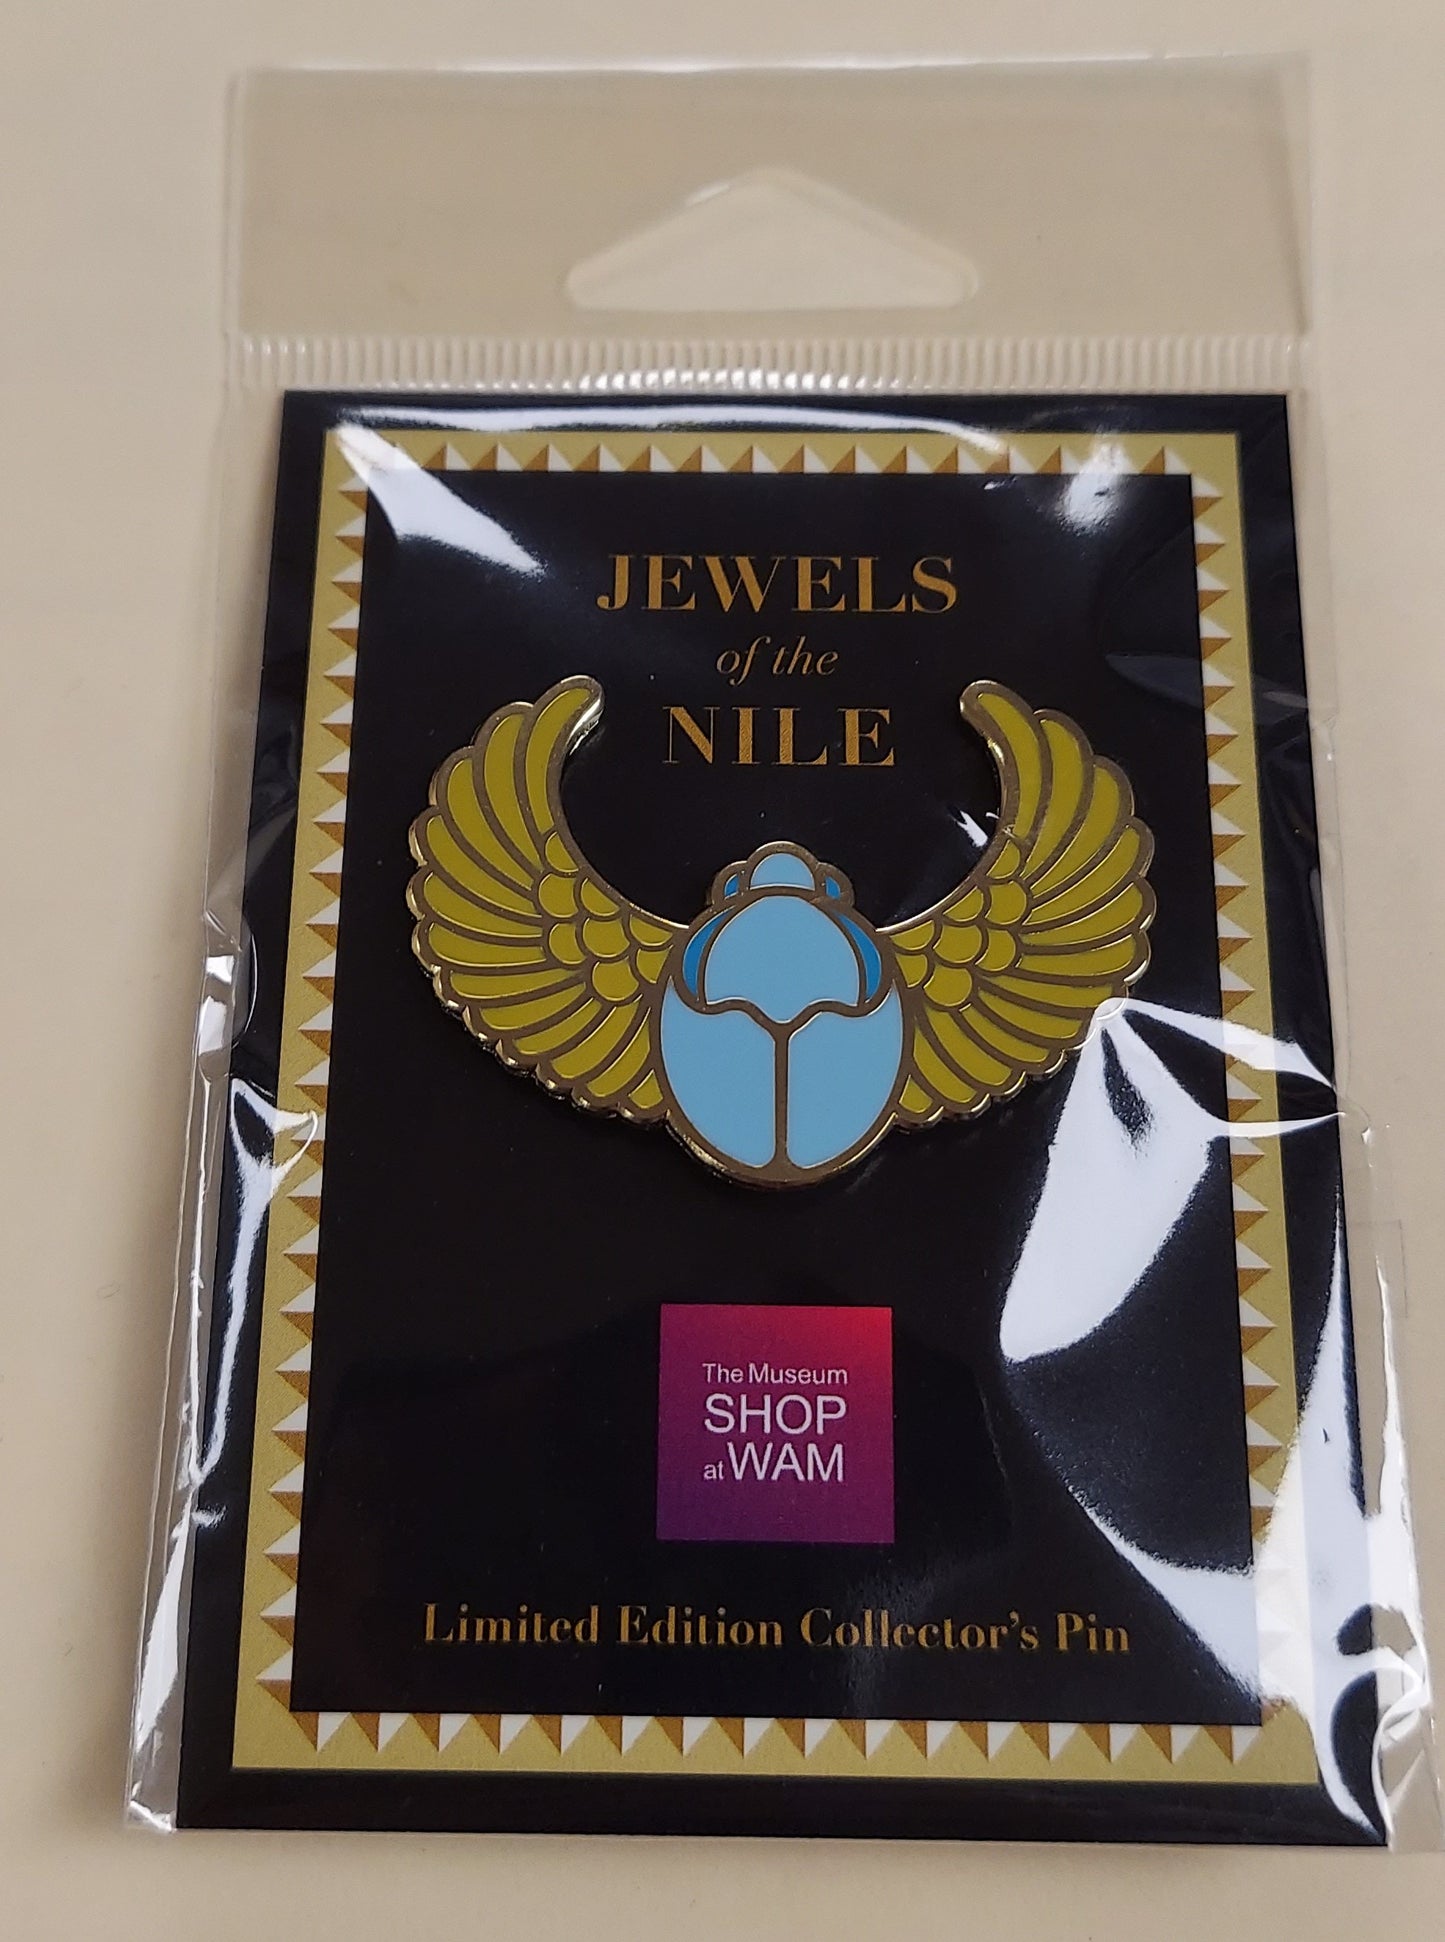 JEWELS
of the
NILE
The Museum
SHOP
at WAM
Limited Edition Collector's Pin